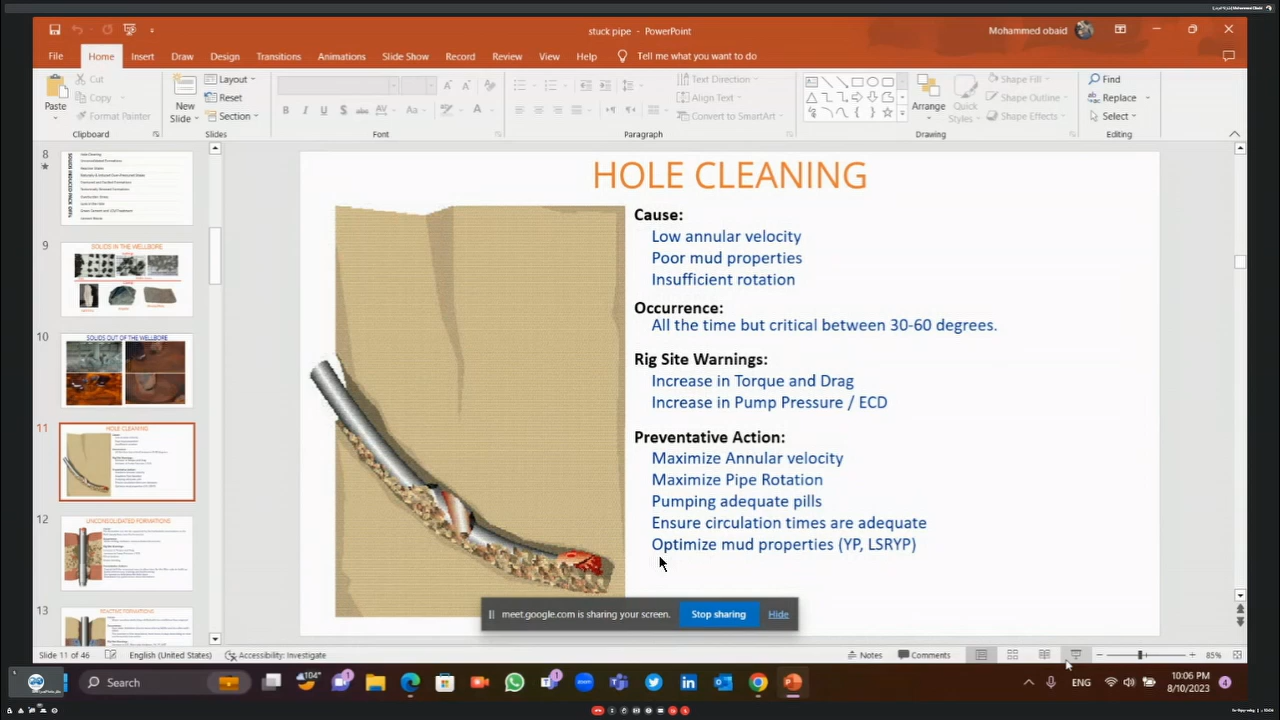 Mohammed Obaid
stuck pipe - PowerPoint
Mohammed obaid
File Home Insert Draw Design Transitions Animations Slide Show Record Review View Help Tell me what you want to do
Cut
Copy
Format Painter
Paste
Clipboard
New Slide
Layout
Reset
Section
Slides
B I U S abc AV Aa A
Font
Text Direction
Align Text
Convert to SmartArt
Paragraph
Arrange
Quick Styles
Shape Fill
Shape Outline
Shape Effects
Drawing
Find
Replace
Select
Editing
8
9
SOLIDS IN THE WELLBORE
10
SOLIDS OUT OF THE WELLBORE
11
HOLE CLEANING
12
UNCONSOLIDATED FORMATIONS
13
REACTIVE FORMATIONS
HOLE CLEANING
Cause:
Low annular velocity
Poor mud properties
Insufficient rotation
Occurrence:
All the time but critical between 30-60 degrees.
Rig Site Warnings:
Increase in Torque and Drag
Increase in Pump Pressure / ECD
Preventative Action:
Maximize Annular velocity
Maximize Pipe Rotation
Pumping adequate pills
Ensure circulation times are adequate
Optimize mud properties (YP, LSRYP)
meet.google.com is sharing your screen. Stop sharing Hide
Slide 11 of 46 English (United States) Accessibility: Investigate Notes Comments 85%
Search 104° ENG 10:06 PM
8/10/2023 4